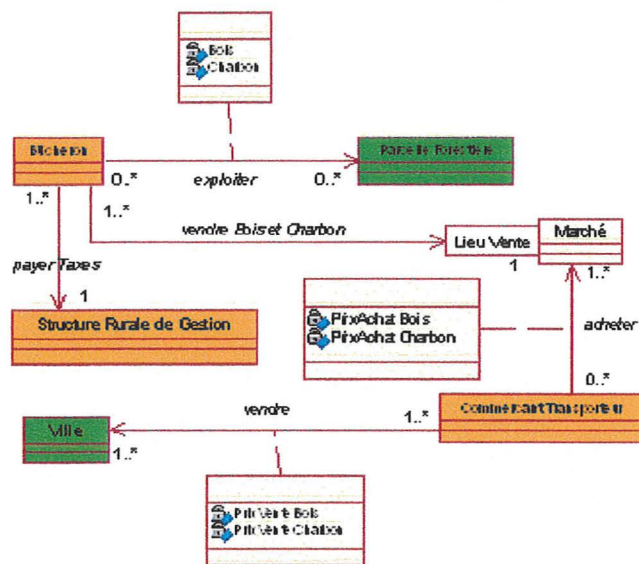 Bois
Charbon
Bûcheron
Parcelle Forestière
0..*
exploiter
0..*
1..*
1..*
vendre Bois et Charbon
Lieu Vente
Marché
1
1..*
payer Taxes
1
Structure Rurale de Gestion
PrixAchat Bois
PrixAchat Charbon
acheter
0..*
vendre
1..*
CommercantTransporteur
Ville
1..*
PrixVente Bois
PrixVente Charbon